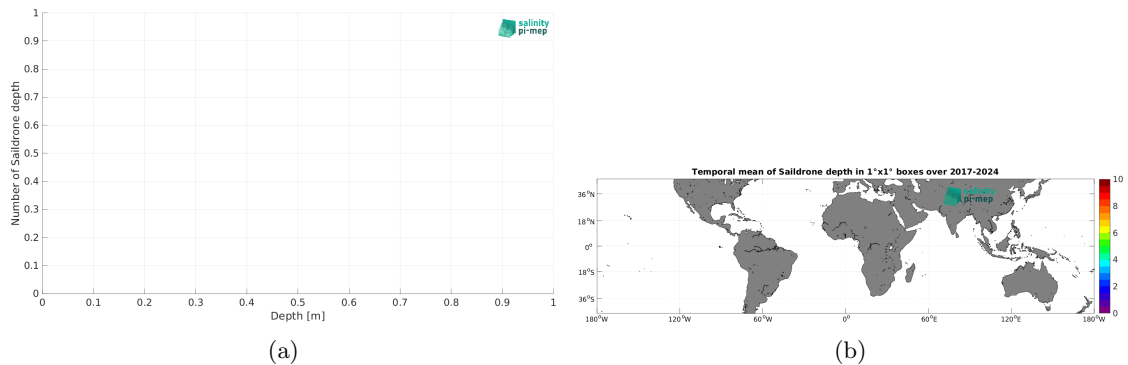 1
0.9
0.8
0.7
0.6
0.5
0.4
0.3
0.2
0.1
0
Number of Saildrone depth
salinity
pi-mep
0 0.1 0.2 0.3 0.4 0.5 0.6 0.7 0.8 0.9 1
Depth [m]
(a)
Temporal mean of Saildrone depth in 1°x1° boxes over 2017-2024
salinity
pi-mep
36°N
18°N
0°
18°S
36°S
180°W 120°W 60°W 0° 60°E 120°E 180°W
10
8
6
4
2
0
(b)